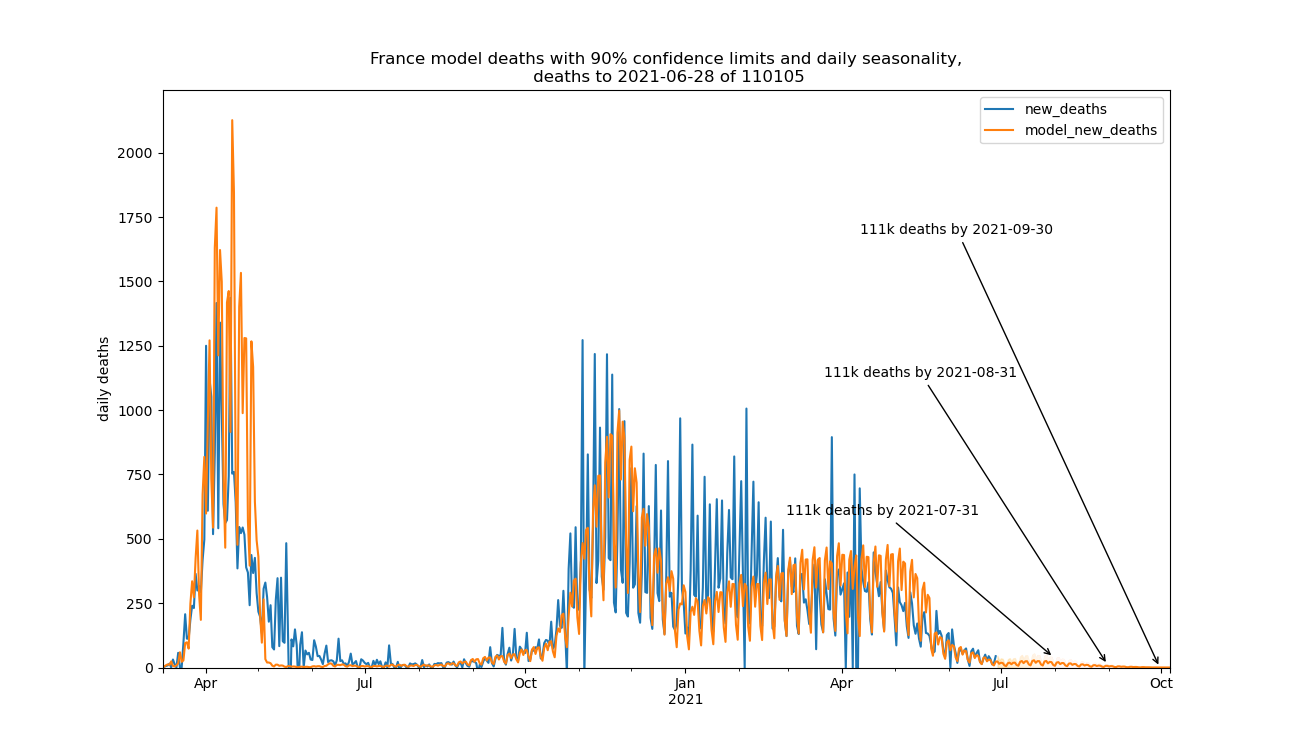 France model deaths with 90% confidence limits and daily seasonality,
deaths to 2021-06-28 of 110105
new_deaths
model_new_deaths
daily deaths
2000
1750
1500
1250
1000
750
500
250
0
111k deaths by 2021-09-30
111k deaths by 2021-08-31
111k deaths by 2021-07-31
Apr Jul Oct Jan Apr Jul Oct
2021